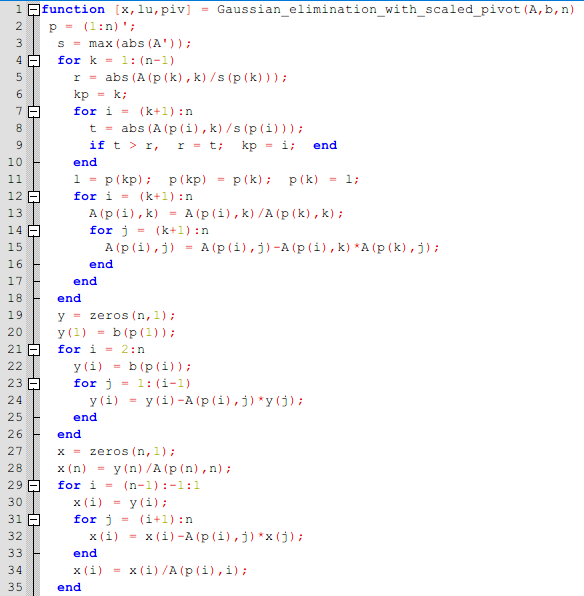 1 function [x,lu,piv] = Gaussian_elimination_with_scaled_pivot(A,b,n)
2 p = (1:n)';
3 s = max(abs(A'));
4 for k = 1:(n-1)
5 r = abs(A(p(k),k)/s(p(k)));
6 kp = k;
7 for i = (k+1):n
8 t = abs(A(p(i),k)/s(p(i)));
9 if t > r, r = t; kp = i; end
10 end
11 l = p(kp); p(kp) = p(k); p(k) = l;
12 for i = (k+1):n
13 A(p(i),k) = A(p(i),k)/A(p(k),k);
14 for j = (k+1):n
15 A(p(i),j) = A(p(i),j)-A(p(i),k)*A(p(k),j);
16 end
17 end
18 end
19 y = zeros(n,1);
20 y(1) = b(p(1));
21 for i = 2:n
22 y(i) = b(p(i));
23 for j = 1:(i-1)
24 y(i) = y(i)-A(p(i),j)*y(j);
25 end
26 end
27 x = zeros(n,1);
28 x(n) = y(n)/A(p(n),n);
29 for i = (n-1):-1:1
30 x(i) = y(i);
31 for j = (i+1):n
32 x(i) = x(i)-A(p(i),j)*x(j);
33 end
34 x(i) = x(i)/A(p(i),i);
35 end